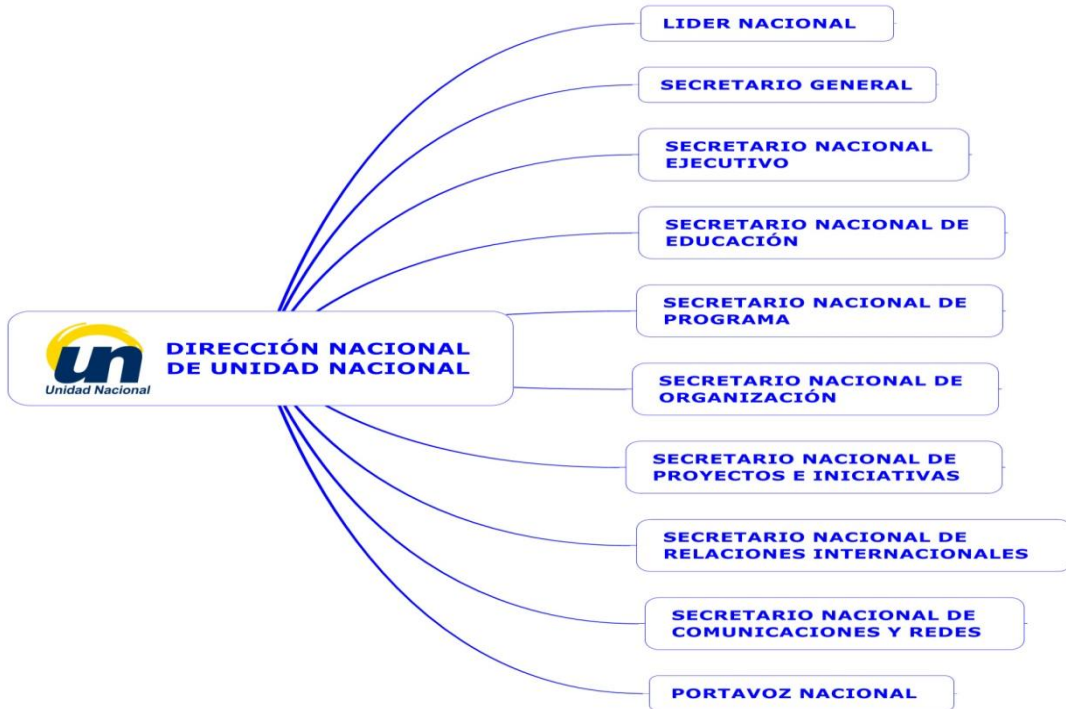 LIDER NACIONAL
SECRETARIO GENERAL
SECRETARIO NACIONAL
EJECUTIVO
SECRETARIO NACIONAL DE
EDUCACIÓN
SECRETARIO NACIONAL DE
PROGRAMA
un
Unidad Nacional
DIRECCIÓN NACIONAL
DE UNIDAD NACIONAL
SECRETARIO NACIONAL DE
ORGANIZACIÓN
SECRETARIO NACIONAL DE
PROYECTOS E INICIATIVAS
SECRETARIO NACIONAL DE
RELACIONES INTERNACIONALES
SECRETARIO NACIONAL DE
COMUNICACIONES Y REDES
PORTAVOZ NACIONAL